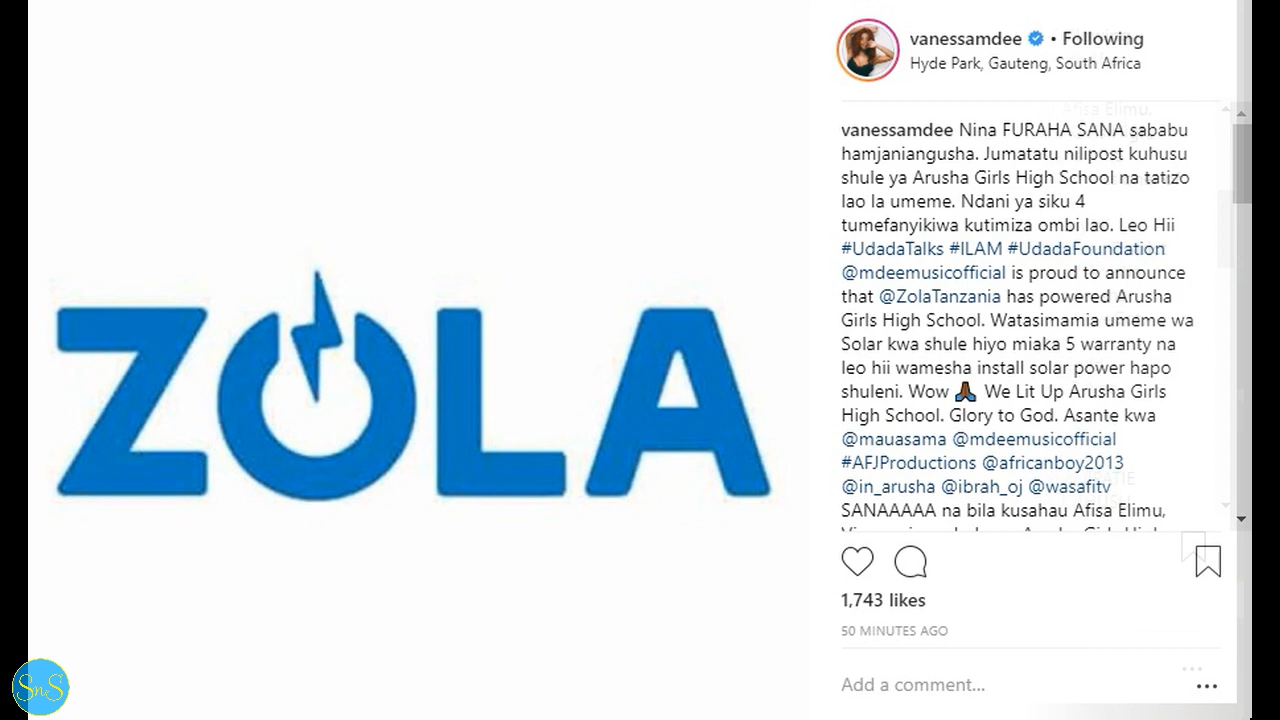 ZOLA
vanessamdee • Following
Hyde Park, Gauteng, South Africa
vanessamdee Nina FURAHA SANA sababu
hamjaniangusha. Jumatatu nilipost kuhusu
shule ya Arusha Girls High School na tatizo
lao la umeme. Ndani ya siku 4
tumefanyikiwa kutimiza ombi lao. Leo Hii
#UdadaTalks #ILAM #UdadaFoundation
@mdeemusicofficial is proud to announce
that @ZolaTanzania has powered Arusha
Girls High School. Watasimamia umeme wa
Solar kwa shule hiyo miaka 5 warranty na
leo hii wamesha install solar power hapo
shuleni. Wow 🙏🏾 We Lit Up Arusha Girls
High School. Glory to God. Asante kwa
@mauasama @mdeemusicofficial
#AFJProductions @africanboy2013
@in_arusha @ibrah_oj @wasafitv
SANAAAAA na bila kusahau Afisa Elimu,
1,743 likes
50 MINUTES AGO
Add a comment...
SnS